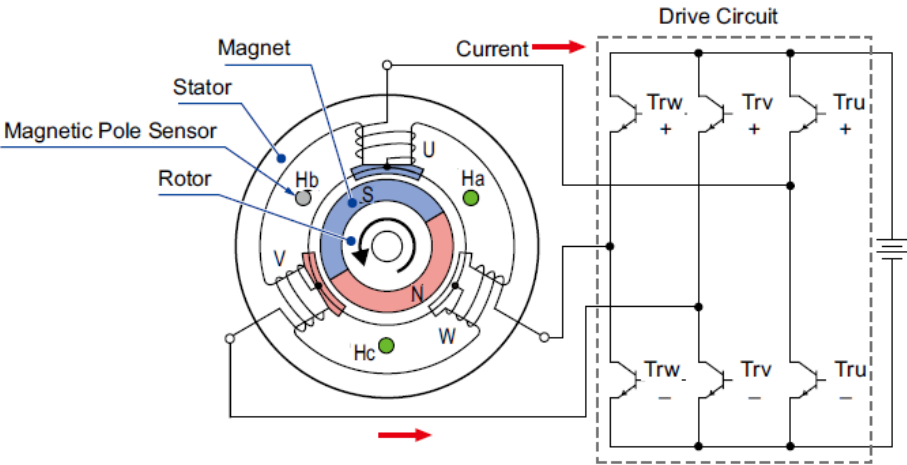 Drive Circuit
Magnet
Current
Stator
Magnetic Pole Sensor
Rotor
U
Hb
S
Ha
V
N
W
Hc
Trw
+
Trv
+
Tru
+
Trw
−
Trv
−
Tru
−